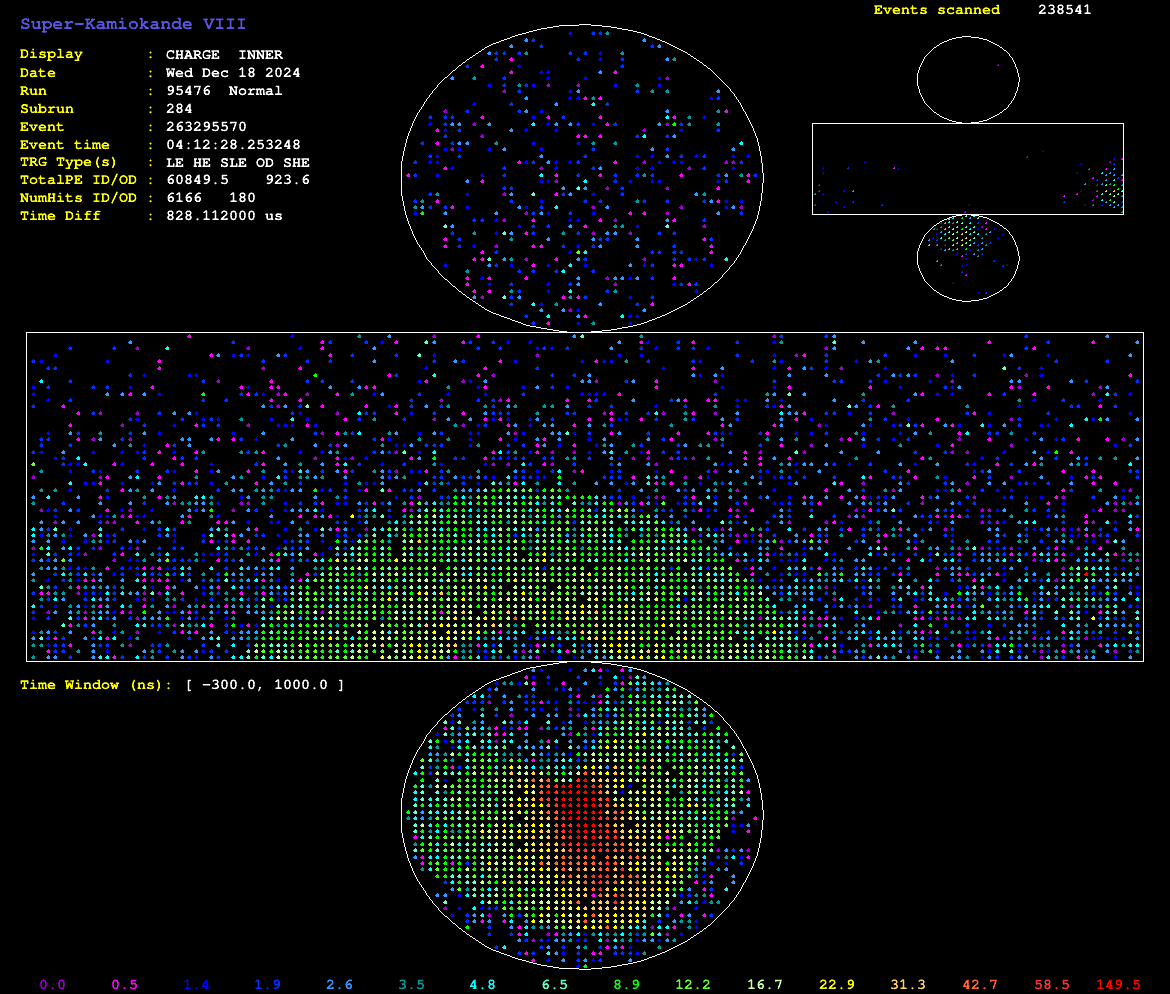 Super-Kamiokande VIII
Events scanned 238541
Display : CHARGE INNER
Date : Wed Dec 18 2024
Run : 95476 Normal
Subrun : 284
Event : 263295570
Event time : 04:12:28.253248
TRG Type(s) : LE HE SLE OD SHE
TotalPE ID/OD : 60849.5 923.6
NumHits ID/OD : 6166 180
Time Diff : 828.112000 us
Time Window (ns): [ -300.0, 1000.0 ]
0.0 0.5 1.4 1.9 2.6 3.5 4.8 6.5 8.9 12.2 16.7 22.9 31.3 42.7 58.5 149.5